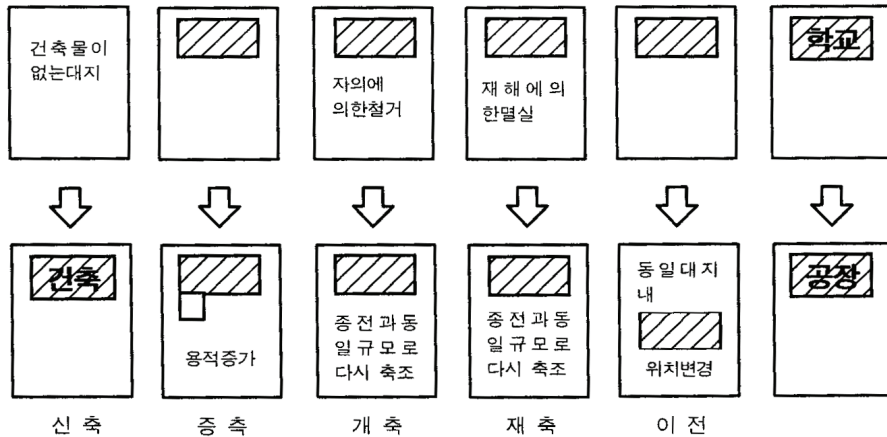 건축물이
없는대지
자의에
의한철거
재해에의
한멸실
학교
건축
용적증가
종전과동
일규모로
다시 축조
종전과동
일규모로
다시 축조
동일대지
내
위치변경
공장
신 축
증 측
개 축
재 축
이 전